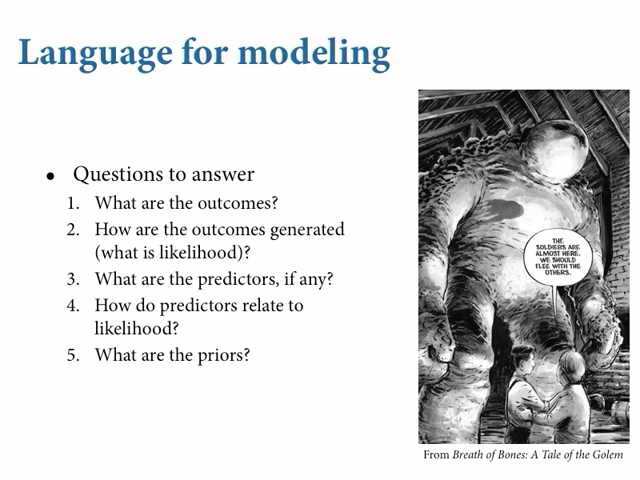 Language for modeling
• Questions to answer
1. What are the outcomes?
2. How are the outcomes generated
(what is likelihood)?
3. What are the predictors, if any?
4. How do predictors relate to
likelihood?
5. What are the priors?
THE
SOLDIERS ARE
ALMOST HERE.
WE SHOULD
FLEE WITH THE
OTHERS.
From Breath of Bones: A Tale of the Golem